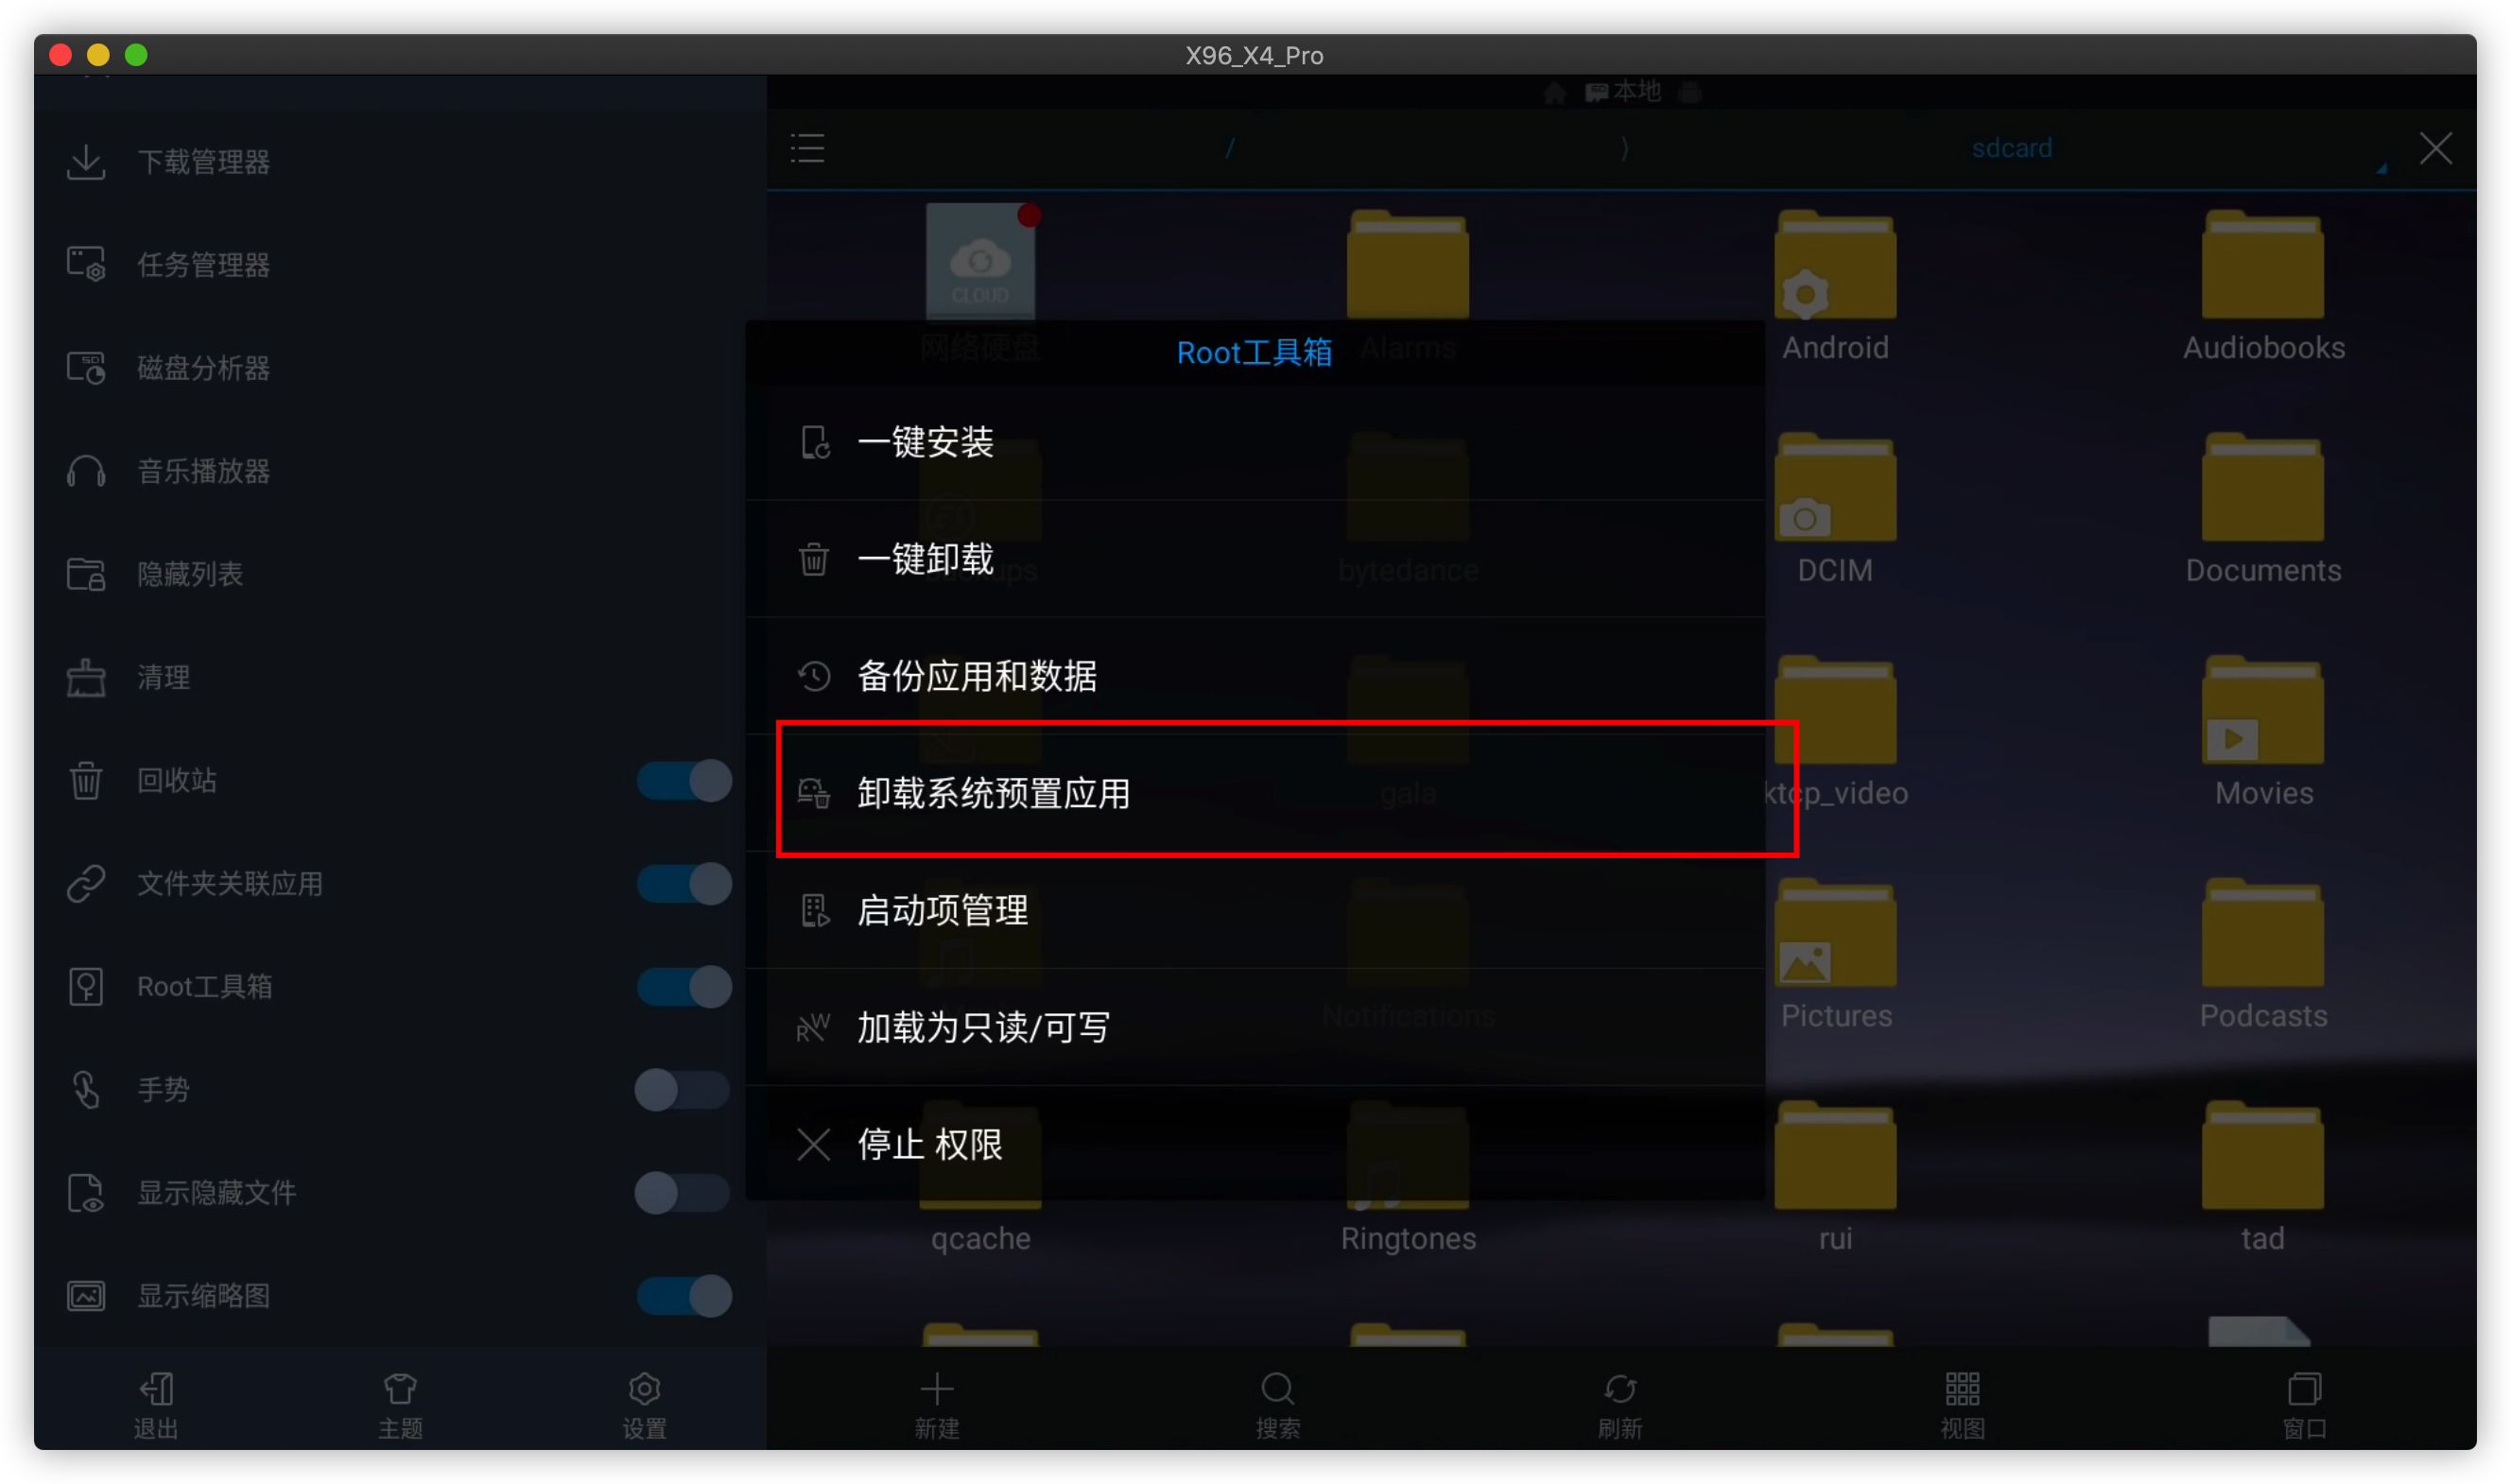 X96_X4_Pro
下载管理器
任务管理器
磁盘分析器
音乐播放器
隐藏列表
清理
回收站
文件夹关联应用
Root工具箱
手势
显示隐藏文件
显示缩略图
退出
主题
设置
本地
/
sdcard
CLOUD
网络硬盘
Alarms
Android
Audiobooks
bytedance
DCIM
Documents
gala
ktcp_video
Movies
Notifications
Pictures
Podcasts
qcache
Ringtones
rui
tad
Root工具箱
一键安装
一键卸载
备份应用和数据
卸载系统预置应用
启动项管理
RW
加载为只读/可写
停止 权限
新建
搜索
刷新
视图
窗口